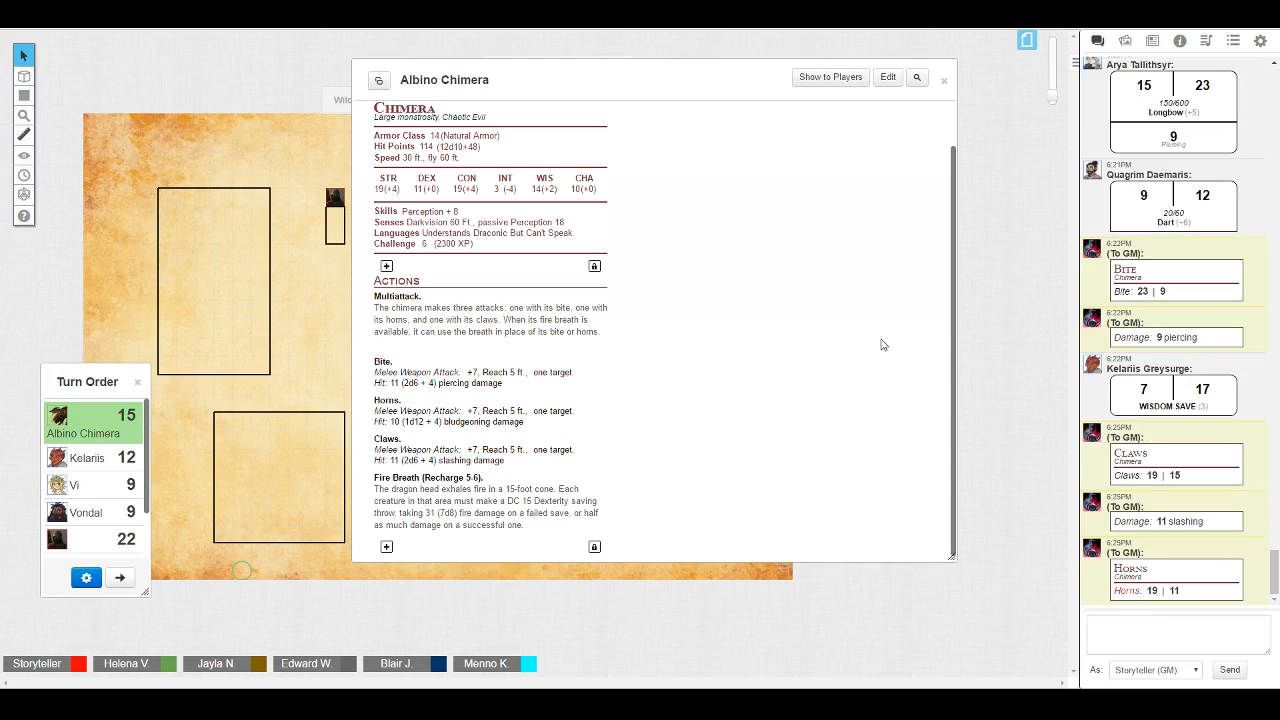 Albino Chimera
Show to Players
Edit
CHIMERA
Large monstrosity, Chaotic Evil
Armor Class 14 (Natural Armor)
Hit Points 114 (12d10+48)
Speed 30 ft., fly 60 ft.
STR DEX CON INT WIS CHA
19(+4) 11(+0) 19(+4) 3 (-4) 14(+2) 10(+0)
Skills Perception + 8
Senses Darkvision 60 Ft., passive Perception 18
Languages Understands Draconic But Can't Speak
Challenge 6 (2300 XP)
ACTIONS
Multiattack.
The chimera makes three attacks: one with its bite, one with
its horns, and one with its claws. When its fire breath is
available, it can use the breath in place of its bite or horns.
Bite.
Melee Weapon Attack: +7, Reach 5 ft., one target.
Hit: 11 (2d6 + 4) piercing damage
Horns.
Melee Weapon Attack: +7, Reach 5 ft., one target.
Hit: 10 (1d12 + 4) bludgeoning damage
Claws.
Melee Weapon Attack: +7, Reach 5 ft., one target.
Hit: 11 (2d6 + 4) slashing damage
Fire Breath (Recharge 5-6).
The dragon head exhales fire in a 15-foot cone. Each
creature in that area must make a DC 15 Dexterity saving
throw, taking 31 (7d8) fire damage on a failed save, or half
as much damage on a successful one.
Turn Order
15
Albino Chimera
Kelariis 12
Vi 9
Vondal 9
22
Storyteller
Helena V.
Jayla N.
Edward W.
Blair J.
Menno K.
Arya Tallithsyr:
15 23
150/600
Longbow (+5)
9
Piercing
6:21PM
Quagrim Daemaris:
9 12
20/60
Dart (+6)
6:22PM
(To GM):
BITE
Chimera
Bite: 23 | 9
6:22PM
(To GM):
Damage: 9 piercing
6:22PM
Kelariis Greysurge:
7 17
WISDOM SAVE (3)
6:25PM
(To GM):
CLAWS
Chimera
Claws: 19 | 15
6:25PM
(To GM):
Damage: 11 slashing
6:25PM
(To GM):
HORNS
Chimera
Horns: 19 | 11
As: Storyteller (GM)
Send